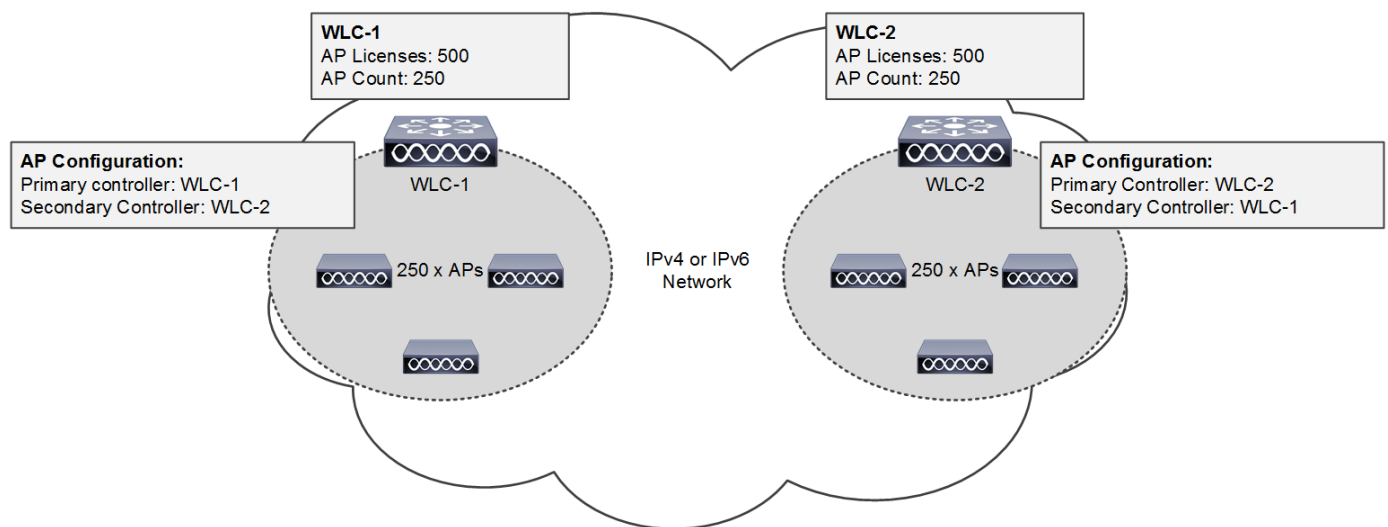 WLC-1
AP Licenses: 500
AP Count: 250
WLC-2
AP Licenses: 500
AP Count: 250
AP Configuration:
Primary controller: WLC-1
Secondary Controller: WLC-2
WLC-1
WLC-2
AP Configuration:
Primary Controller: WLC-2
Secondary Controller: WLC-1
250 x APs
IPv4 or IPv6
Network
250 x APs